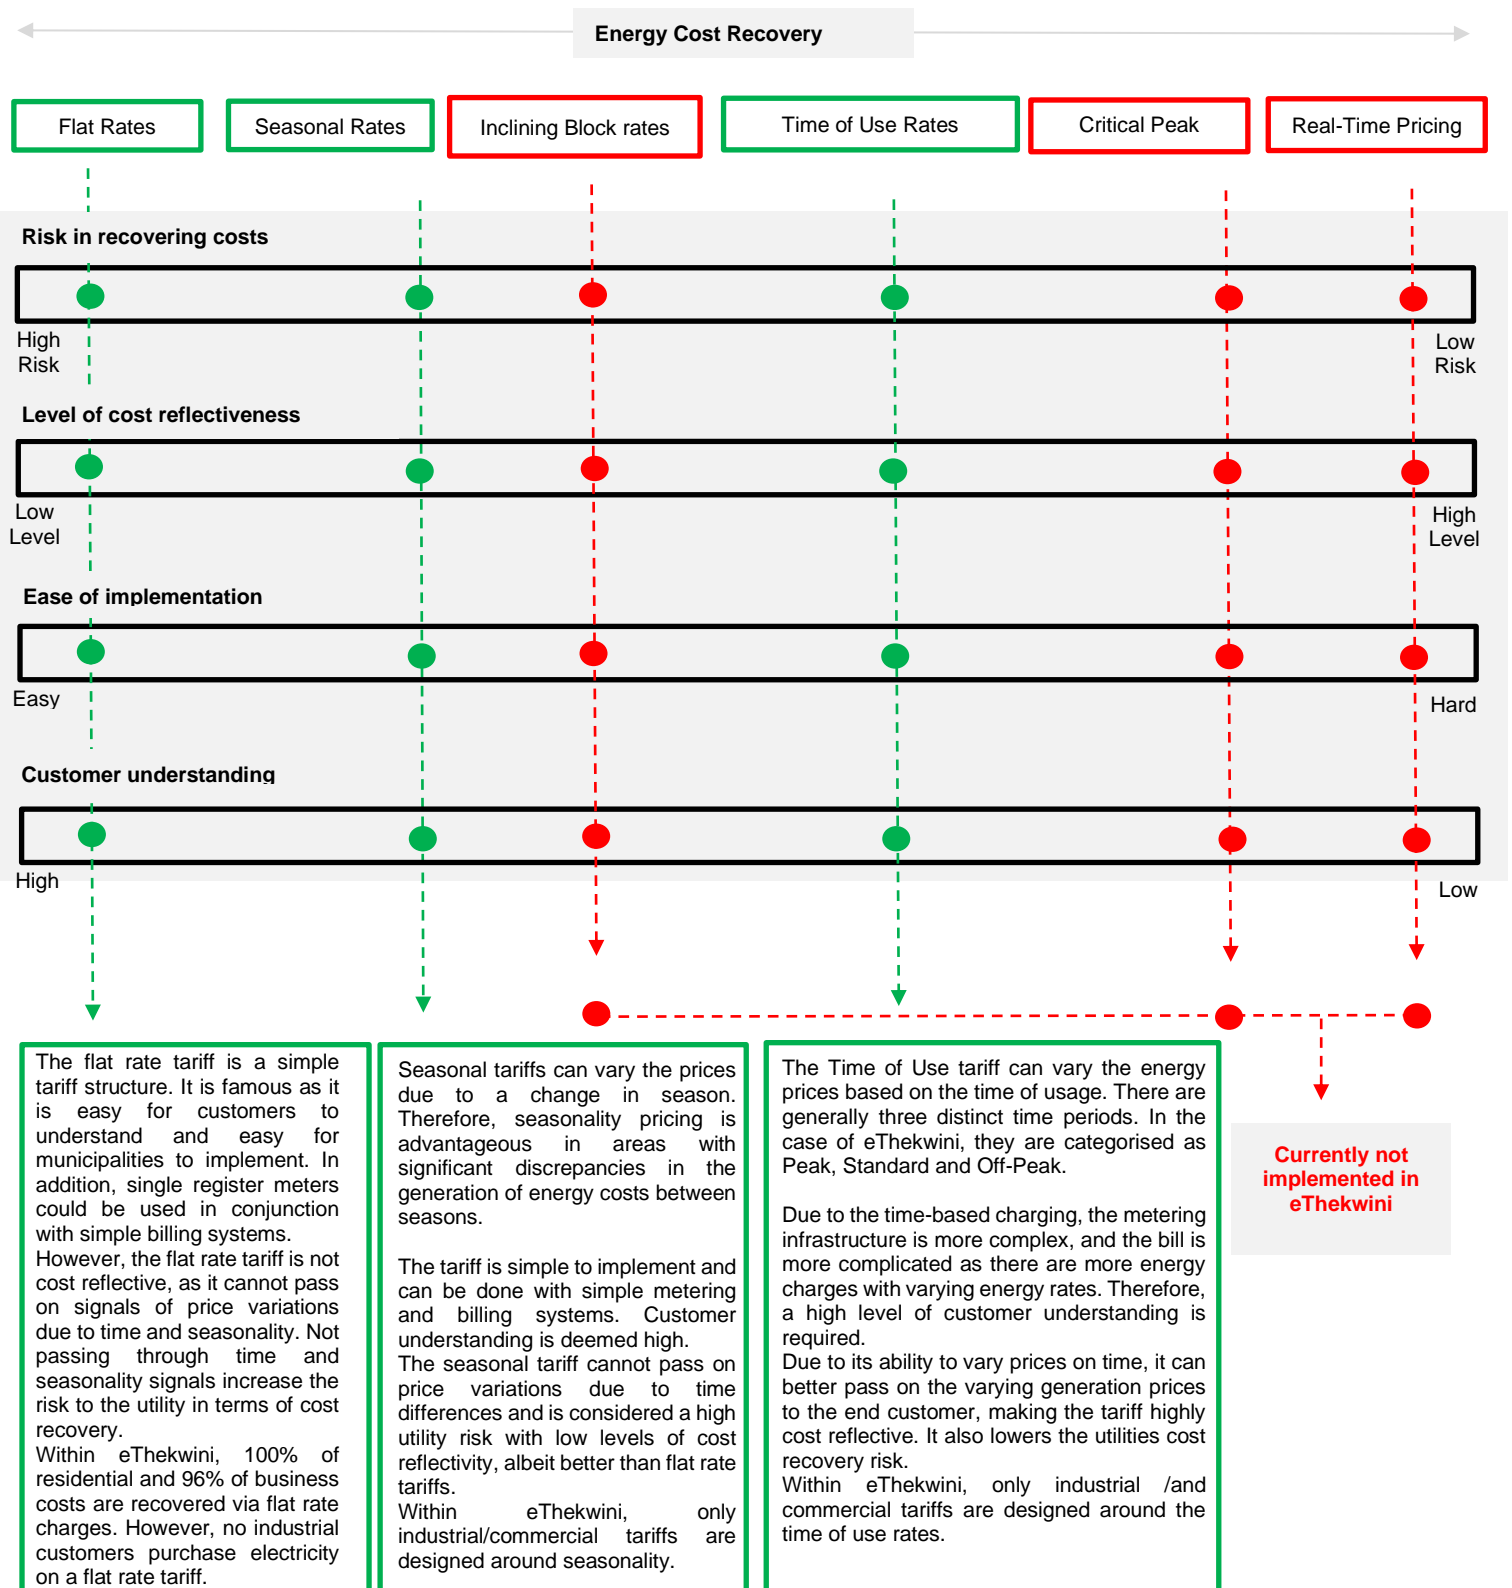 Energy Cost Recovery
Flat Rates
Seasonal Rates
Inclining Block rates
Time of Use Rates
Critical Peak
Real-Time Pricing
Risk in recovering costs
High
Risk
Low
Risk
Level of cost reflectiveness
Low
Level
High
Level
Ease of implementation
Easy
Hard
Customer understanding
High
Low
The flat rate tariff is a simple
tariff structure. It is famous as it
is easy for customers to
understand and easy for
municipalities to implement. In
addition, single register meters
could be used in conjunction
with simple billing systems.
However, the flat rate tariff is not
cost reflective, as it cannot pass
on signals of price variations
due to time and seasonality. Not
passing through time and
seasonality signals increase the
risk to the utility in terms of cost
recovery.
Within eThekwini, 100% of
residential and 96% of business
costs are recovered via flat rate
charges. However, no industrial
customers purchase electricity
on a flat rate tariff.
Seasonal tariffs can vary the prices
due to a change in season.
Therefore, seasonality pricing is
advantageous in areas with
significant discrepancies in the
generation of energy costs between
seasons.
The tariff is simple to implement and
can be done with simple metering
and billing systems. Customer
understanding is deemed high.
The seasonal tariff cannot pass on
price variations due to time
differences and is considered a high
utility risk with low levels of cost
reflectivity, albeit better than flat rate
tariffs.
Within eThekwini, only
industrial/commercial tariffs are
designed around seasonality.
The Time of Use tariff can vary the energy
prices based on the time of usage. There are
generally three distinct time periods. In the
case of eThekwini, they are categorised as
Peak, Standard and Off-Peak.
Due to the time-based charging, the metering
infrastructure is more complex, and the bill is
more complicated as there are more energy
charges with varying energy rates. Therefore,
a high level of customer understanding is
required.
Due to its ability to vary prices on time, it can
better pass on the varying generation prices
to the end customer, making the tariff highly
cost reflective. It also lowers the utilities cost
recovery risk.
Within eThekwini, only industrial /and
commercial tariffs are designed around the
time of use rates.
Currently not
implemented in
eThekwini